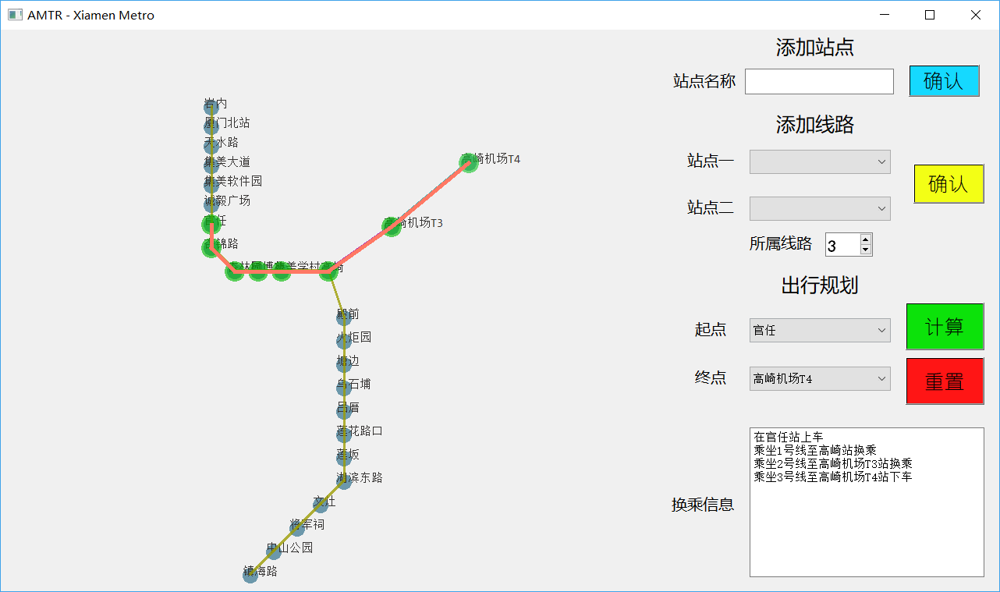 AMTR - Xiamen Metro
添加站点
站点名称
确认
添加线路
站点一
站点二
确认
所属线路
3
出行规划
起点
官任
计算
终点
高崎机场T4
重置
换乘信息
在官任站上车
乘坐1号线至高崎站换乘
乘坐2号线至高崎机场T3站换乘
乘坐3号线至高崎机场T4站下车
岩内
厦门北站
天水路
集美大道
集美软件园
诚毅广场
官任
高崎机场T4
高崎机场T3
集美学村
高崎
殿前
火炬园
塘边
乌石埔
吕厝
莲花路口
莲坂
湖滨东路
文灶
将军祠
中山公园
镇海路